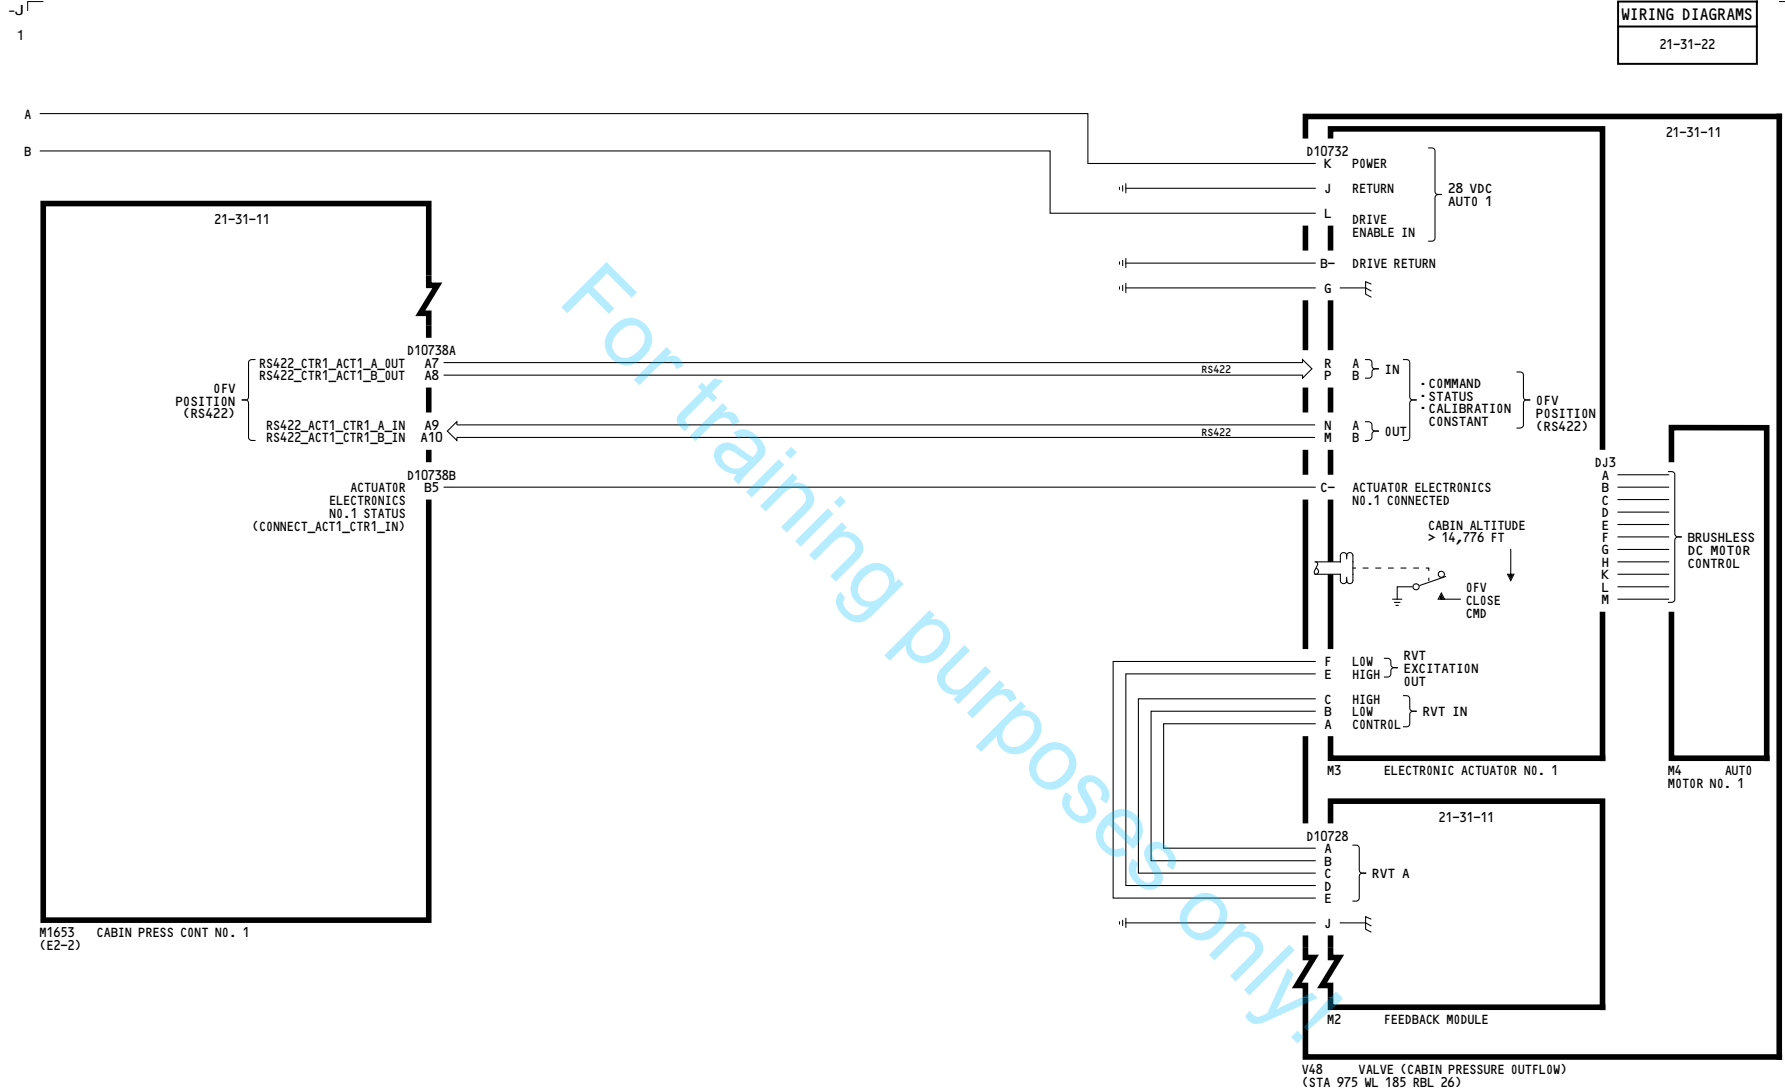 -J
1
WIRING DIAGRAMS
21-31-22
A
B
21-31-11
D10738A
RS422_CTR1_ACT1_A_OUT A7
RS422_CTR1_ACT1_B_OUT A8
OFV
POSITION
(RS422)
RS422_ACT1_CTR1_A_IN A9
RS422_ACT1_CTR1_B_IN A10
D10738B
ACTUATOR B5
ELECTRONICS
NO.1 STATUS
(CONNECT_ACT1_CTR1_IN)
M1653 CABIN PRESS CONT NO. 1
(E2-2)
RS422
RS422
For training purposes only!
21-31-11
D10732
K POWER
J RETURN
L DRIVE
ENABLE IN
28 VDC
AUTO 1
B- DRIVE RETURN
G
R A
P B
IN
N A
M B
OUT
- COMMAND
- STATUS
- CALIBRATION
CONSTANT
OFV
POSITION
(RS422)
C- ACTUATOR ELECTRONICS
NO.1 CONNECTED
CABIN ALTITUDE
> 14,776 FT
OFV
CLOSE
CMD
DJ3
A
B
C
D
E
F
G
H
K
L
M
BRUSHLESS
DC MOTOR
CONTROL
F LOW
E HIGH
RVT
EXCITATION
OUT
C HIGH
B LOW
A CONTROL
RVT IN
M3 ELECTRONIC ACTUATOR NO. 1
M4 AUTO
MOTOR NO. 1
21-31-11
D10728
A
B
C
D
E
RVT A
J
M2 FEEDBACK MODULE
V48 VALVE (CABIN PRESSURE OUTFLOW)
(STA 975 WL 185 RBL 26)